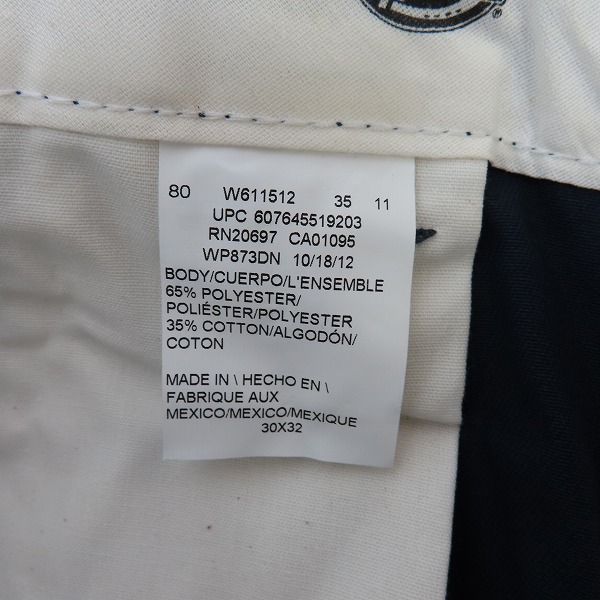 ®
80 W611512 35 11
UPC 607645519203
RN20697 CA01095
WP873DN 10/18/12
BODY/CUERPO/L'ENSEMBLE
65% POLYESTER/
POLIÉSTER/POLYESTER
35% COTTON/ALGODÓN/
COTON
MADE IN \ HECHO EN \
FABRIQUE AUX
MEXICO/MEXICO/MEXIQUE
30X32